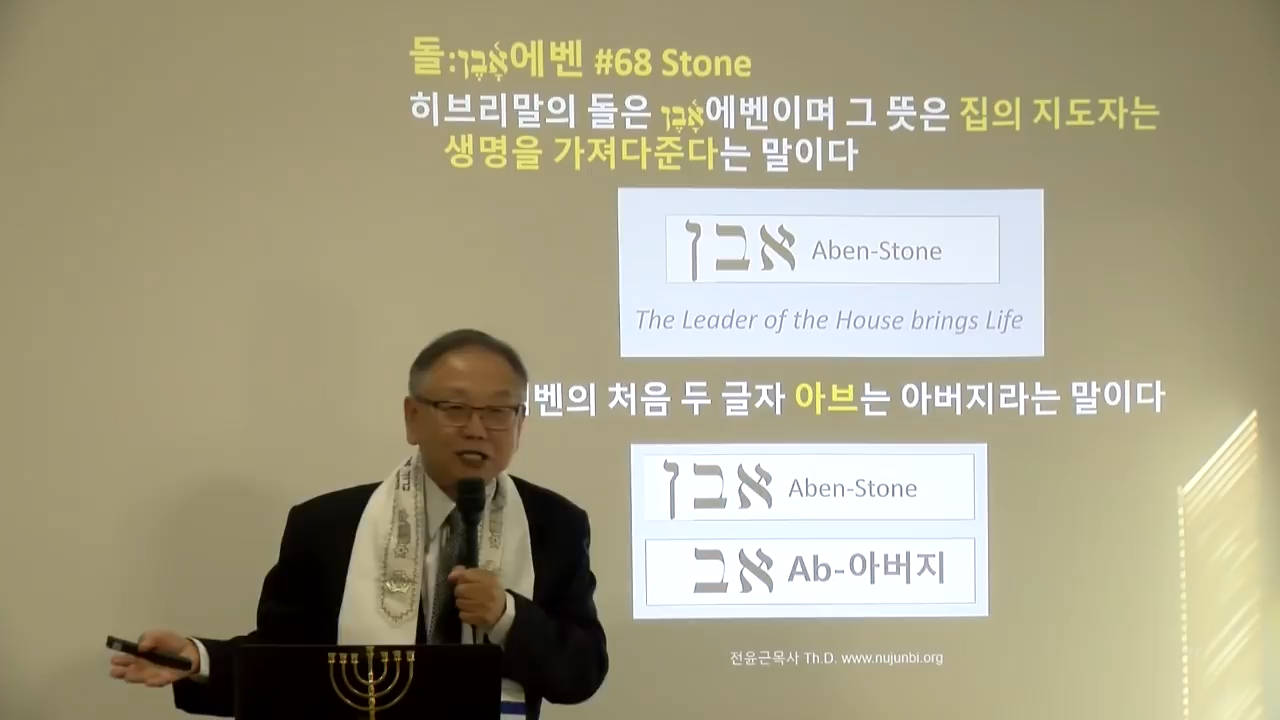 돌:אֶ֫בֶן에벤 #68 Stone
히브리말의 돌은 אֶ֫בֶן에벤이며 그 뜻은 집의 지도자는
생명을 가져다준다는 말이다
אבן Aben-Stone
The Leader of the House brings Life
벤의 처음 두 글자 아브는 아버지라는 말이다
אבן Aben-Stone
אב Ab-아버지
전윤근목사 Th.D. www.nujunbi.org